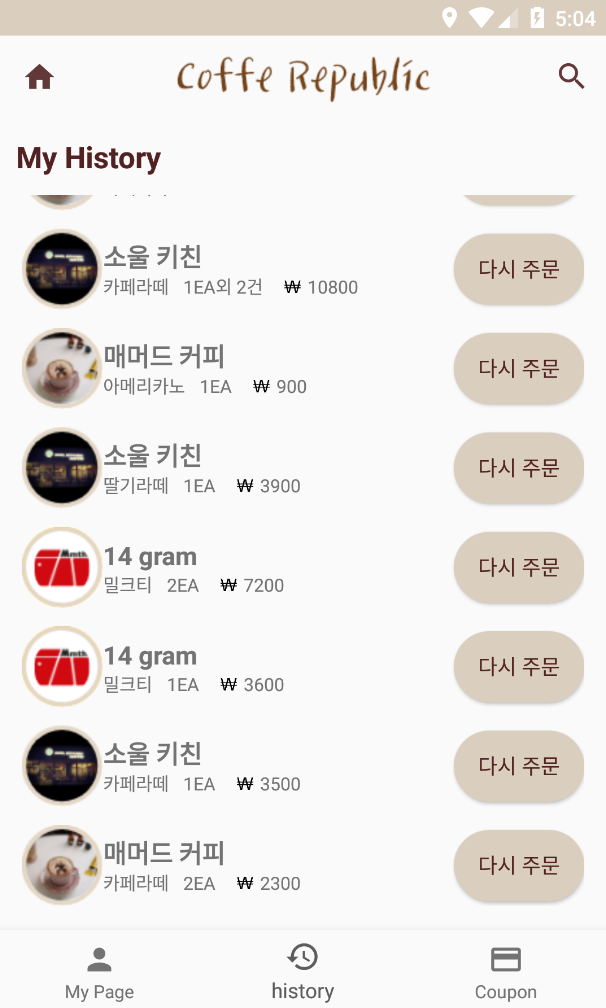 5:04
Coffe Republic
My History
소울 키친
카페라떼 1EA외 2건 ₩ 10800
다시 주문
매머드 커피
아메리카노 1EA ₩ 900
다시 주문
소울 키친
딸기라떼 1EA ₩ 3900
다시 주문
14 gram
밀크티 2EA ₩ 7200
다시 주문
14 gram
밀크티 1EA ₩ 3600
다시 주문
소울 키친
카페라떼 1EA ₩ 3500
다시 주문
매머드 커피
카페라떼 2EA ₩ 2300
다시 주문
My Page
history
Coupon